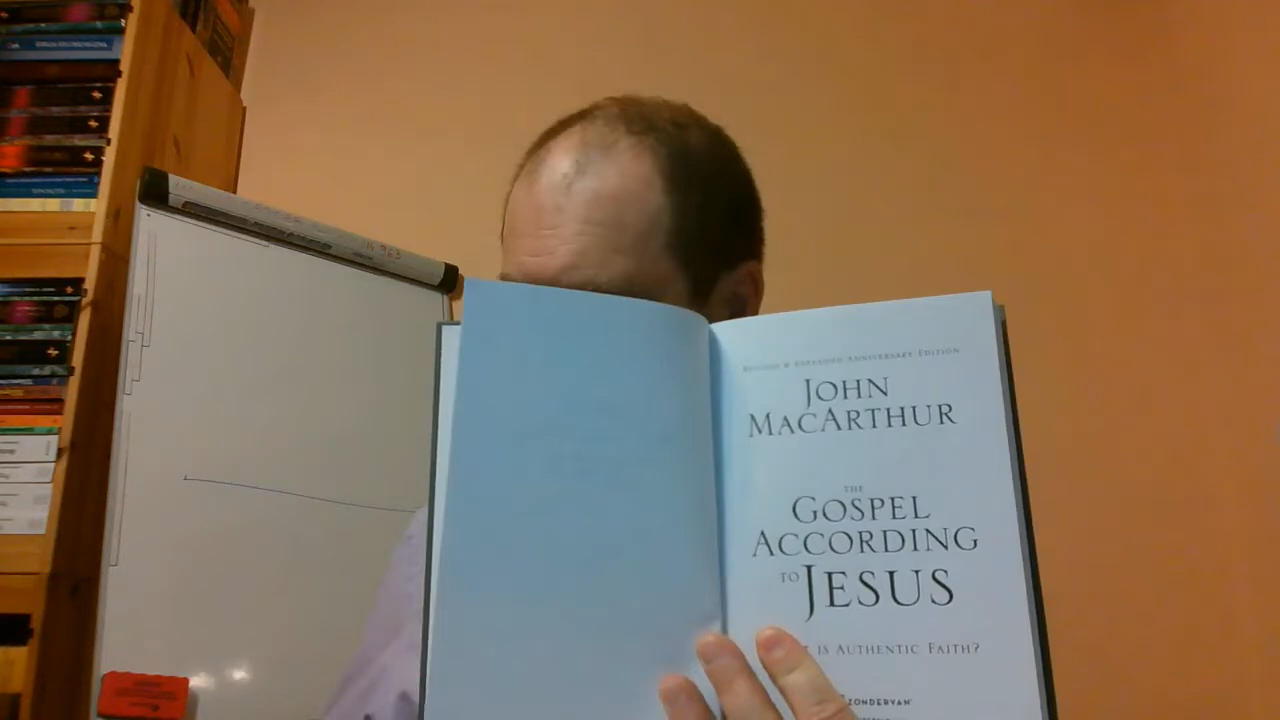 REVISED & EXPANDED ANNIVERSARY EDITION
JOHN
MACARTHUR
THE
GOSPEL
ACCORDING
TO JESUS
IS AUTHENTIC FAITH?
ZONDERVAN